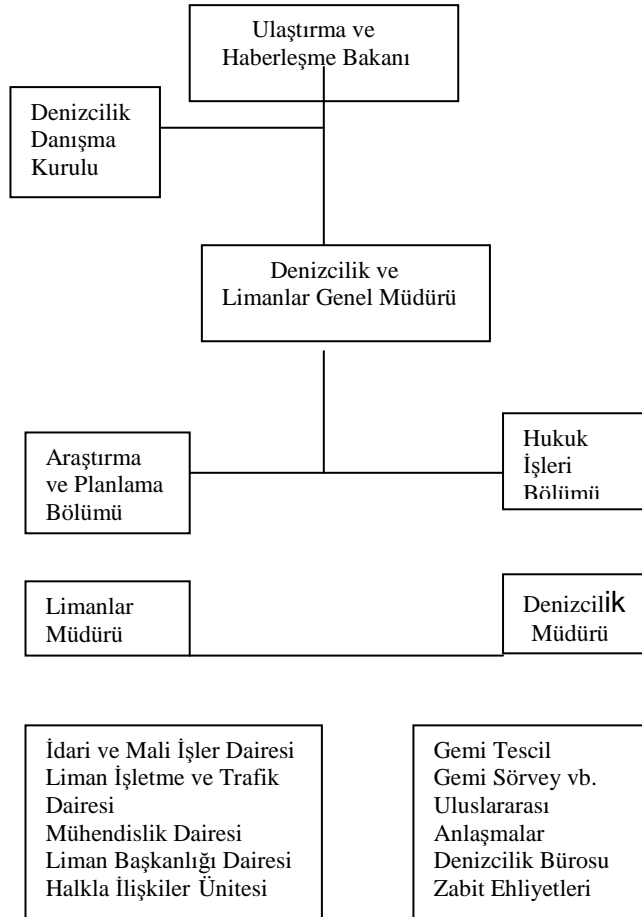 Ulaştırma ve
Haberleşme Bakanı
Denizcilik
Danışma
Kurulu
Denizcilik ve
Limanlar Genel Müdürü
Araştırma
ve Planlama
Bölümü
Hukuk
İşleri
Bölümü
Limanlar
Müdürü
Denizcilik
Müdürü
İdari ve Mali İşler Dairesi
Liman İşletme ve Trafik
Dairesi
Mühendislik Dairesi
Liman Başkanlığı Dairesi
Halkla İlişkiler Ünitesi
Gemi Tescil
Gemi Sörvey vb.
Uluslararası
Anlaşmalar
Denizcilik Bürosu
Zabit Ehliyetleri